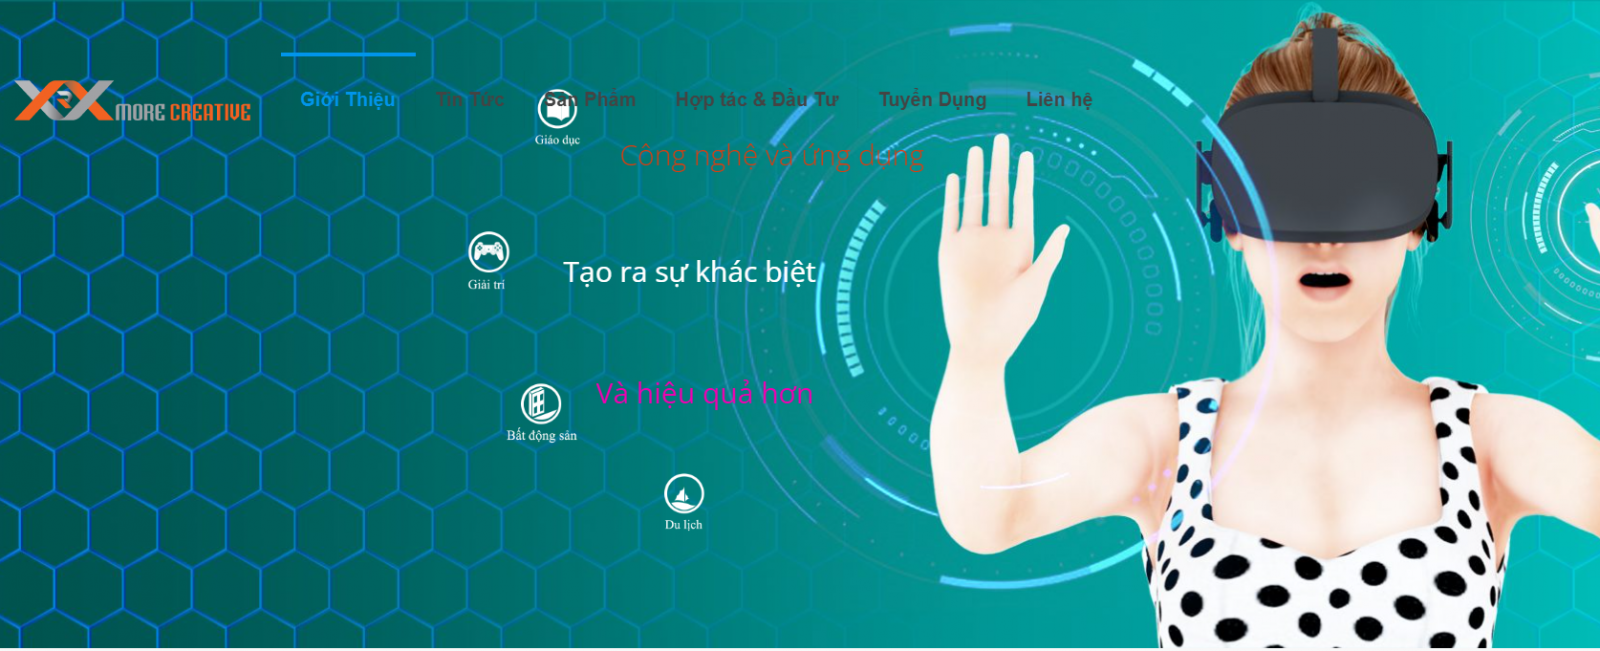 XRX MORE CREATIVE
Giới Thiệu
Tin Tức
Sản Phẩm
Hợp tác & Đầu Tư
Tuyển Dụng
Liên hệ
Giáo dục
Công nghệ và ứng dụng
Giải trí
Tạo ra sự khác biệt
Và hiệu quả hơn
Bất động sản
Du lịch